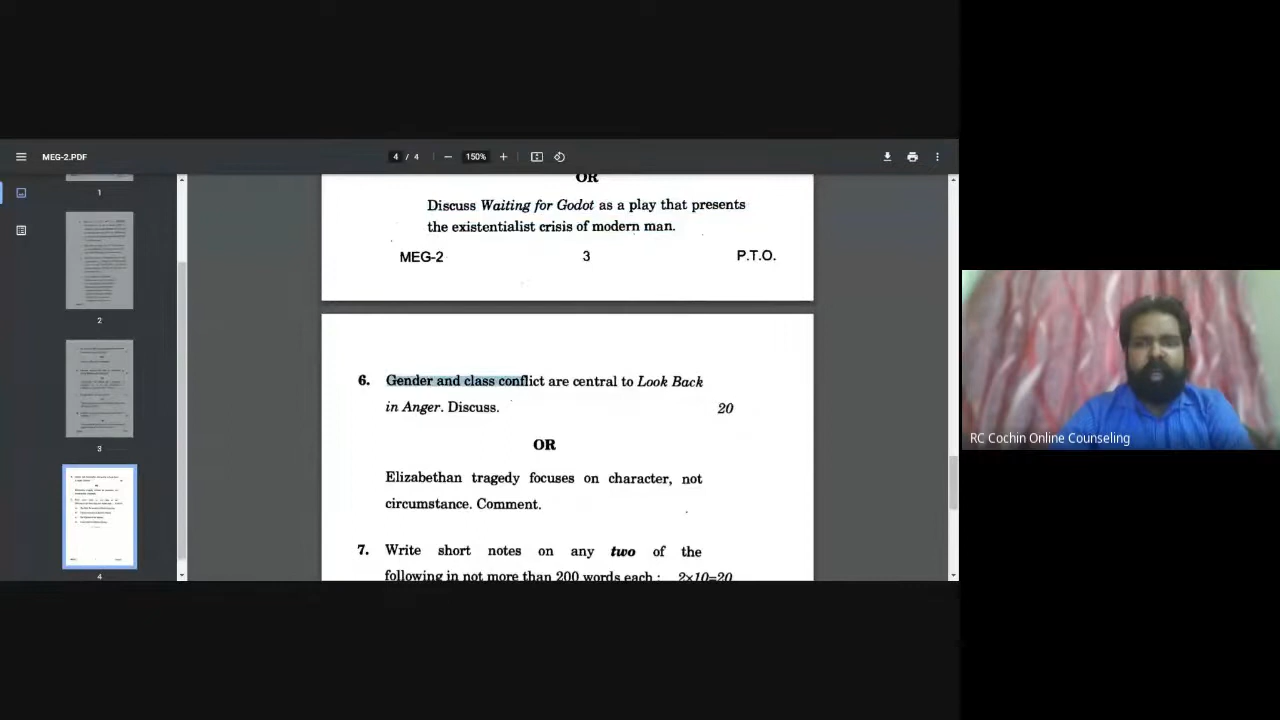 MEG-2.PDF
4 / 4
150%
1
2
3
4
OR
Discuss Waiting for Godot as a play that presents
the existentialist crisis of modern man.
MEG-2 3 P.T.O.
6. Gender and class conflict are central to Look Back
in Anger. Discuss. 20
OR
Elizabethan tragedy focuses on character, not
circumstance. Comment.
7. Write short notes on any two of the
following in not more than 200 words each : 2×10=20
RC Cochin Online Counseling